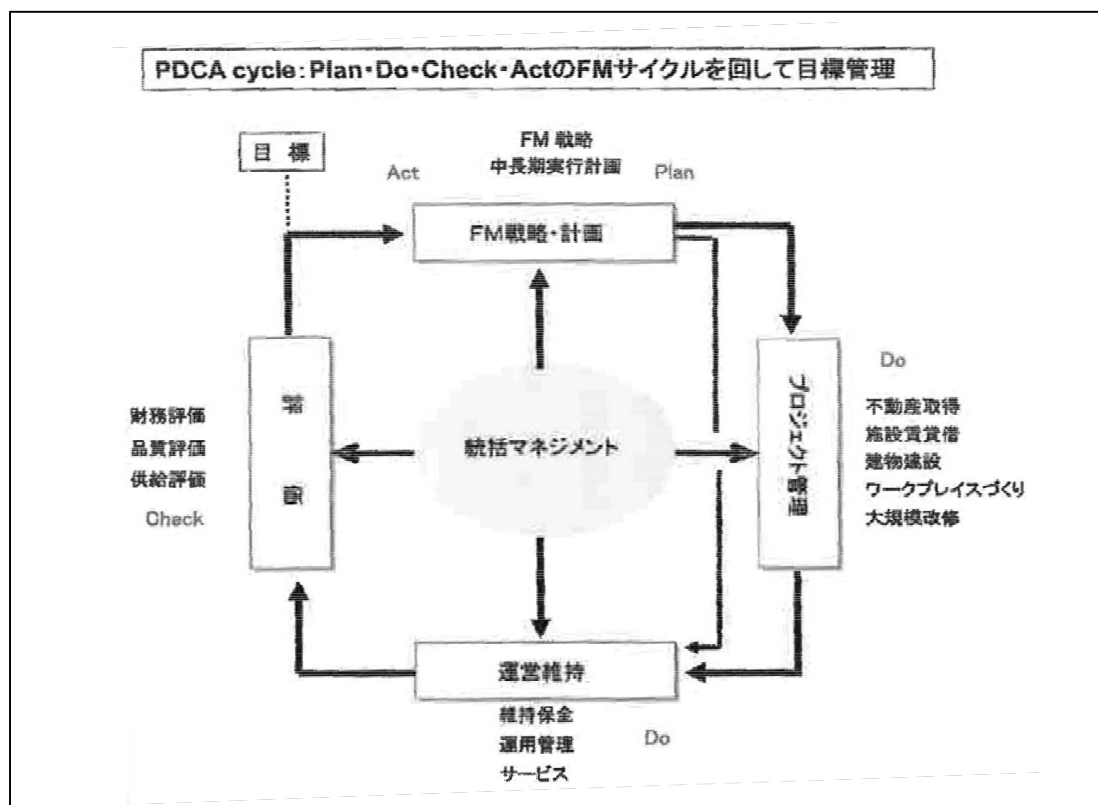 PDCA cycle:Plan・Do・Check・ActのFMサイクルを回して目標管理
目 標
FM 戦略
中長期実行計画
Act
Plan
FM戦略・計画
Do
プロジェクト管理
不動産取得
施設賃貸借
建物建設
ワークプレイスづくり
大規模改修
統括マネジメント
評 価
財務評価
品質評価
供給評価
Check
運営維持
維持保全
運用管理
サービス
Do